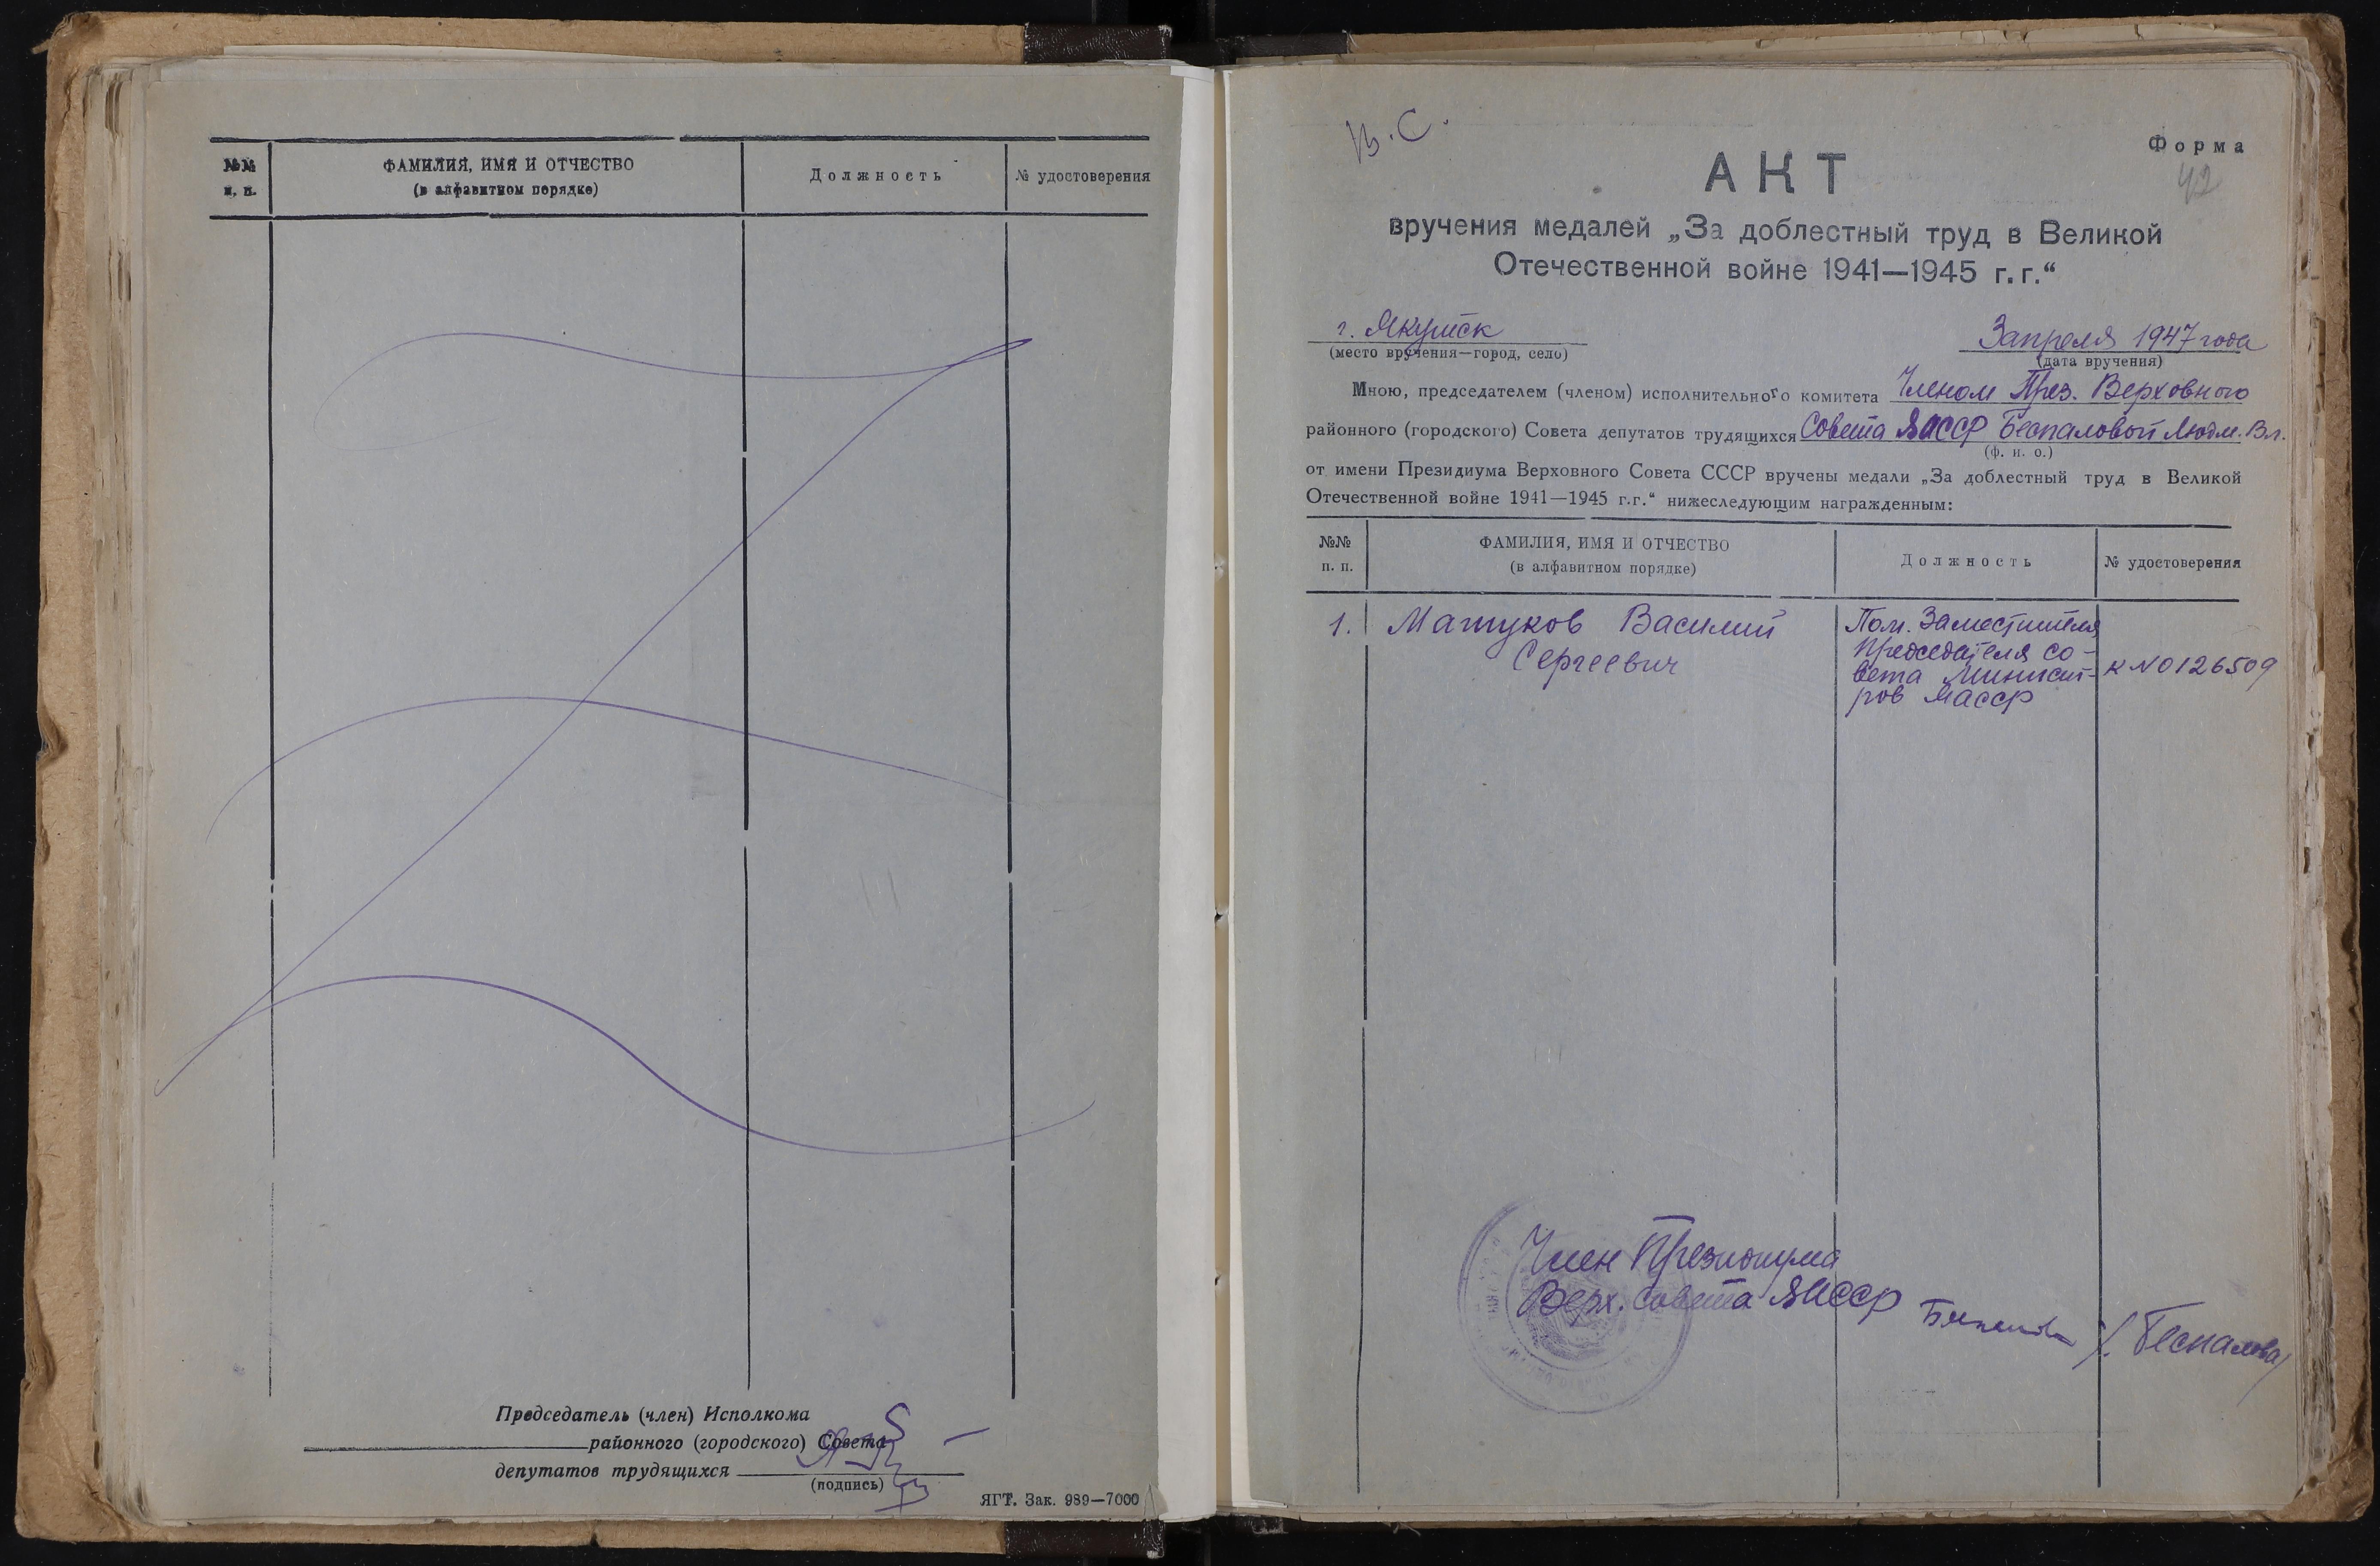 №№
п. п.
ФАМИЛИЯ, ИМЯ И ОТЧЕСТВО
(в алфавитном порядке)
Должность
№ удостоверения
Председатель (член) Исполкома
районного (городского) Совета
депутатов трудящихся
(подпись)
ЯГТ. Зак. 989—7000
В.С.
Форма
42
АКТ
вручения медалей „За доблестный труд в Великой
Отечественной войне 1941—1945 г.г.“
г. Якутск
(место вручения—город, село)
3 апреля 1947 года
(дата вручения)
Мною, председателем (членом) исполнительного комитета Членом През. Верховного
районного (городского) Совета депутатов трудящихся Совета ЯАССР Беспаловой Людм. Вл.
(ф. и. о.)
от имени Президиума Верховного Совета СССР вручены медали „За доблестный труд в Великой
Отечественной войне 1941—1945 г.г.“ нижеследующим награжденным:
№№
п. п.
ФАМИЛИЯ, ИМЯ И ОТЧЕСТВО
(в алфавитном порядке)
Должность
№ удостоверения
1. Матуков Василий
Сергеевич
Пом. Заместителя
Председателя Со-
вета Министр-
ров ЯАССР
К № 0126509
Член Президиума
Верх. Совета ЯАССР
/. Беспалова/